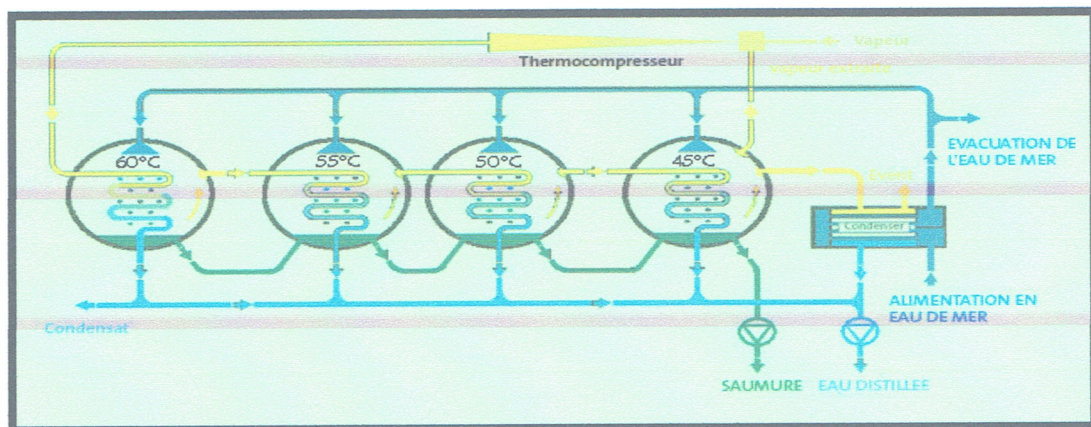 Vapeur
Thermocompresseur
Vapeur extraite
60°C
55°C
50°C
45°C
EVACUATION DE
L'EAU DE MER
Event
Condenser
ALIMENTATION EN
EAU DE MER
Condensat
SAUMURE
EAU DISTILLEE